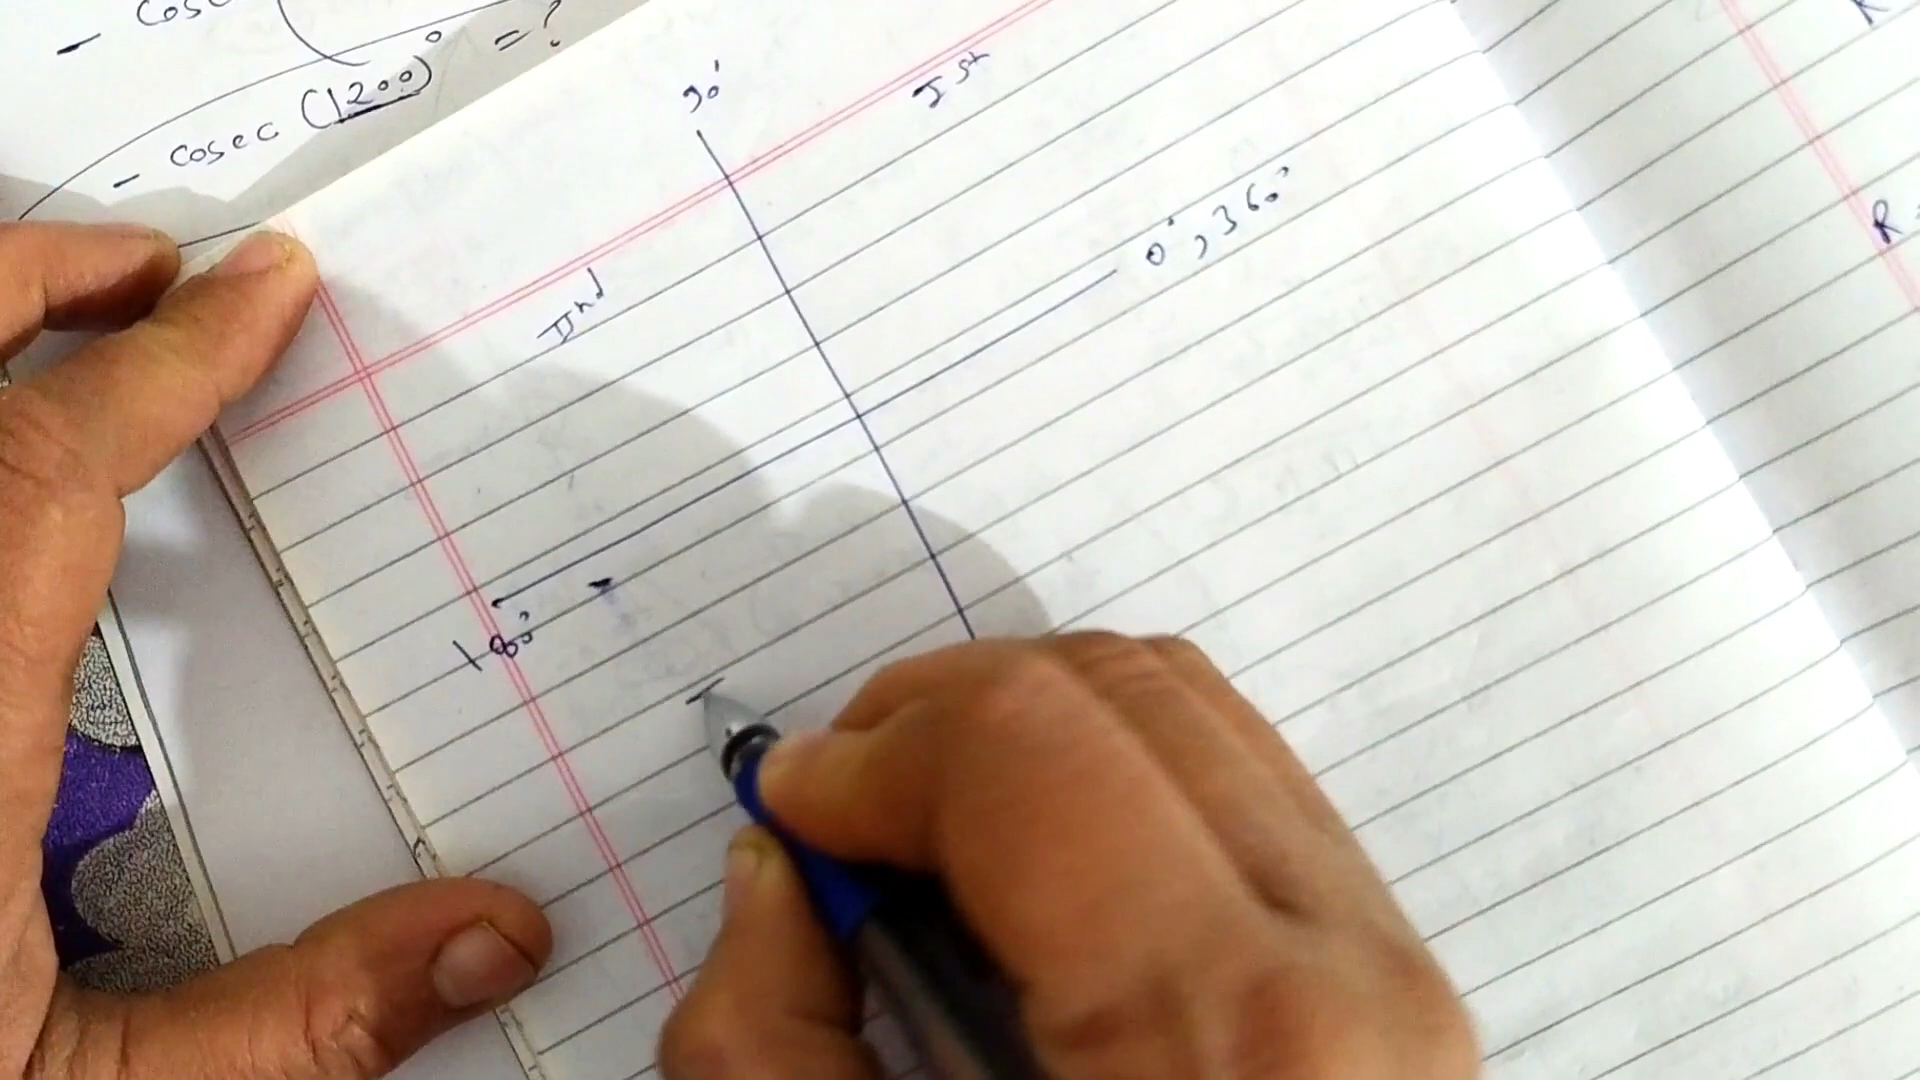 - cosec
- cosec (1200)° = ?
90°
Ist
0°, 360°
IInd
180°
R
R